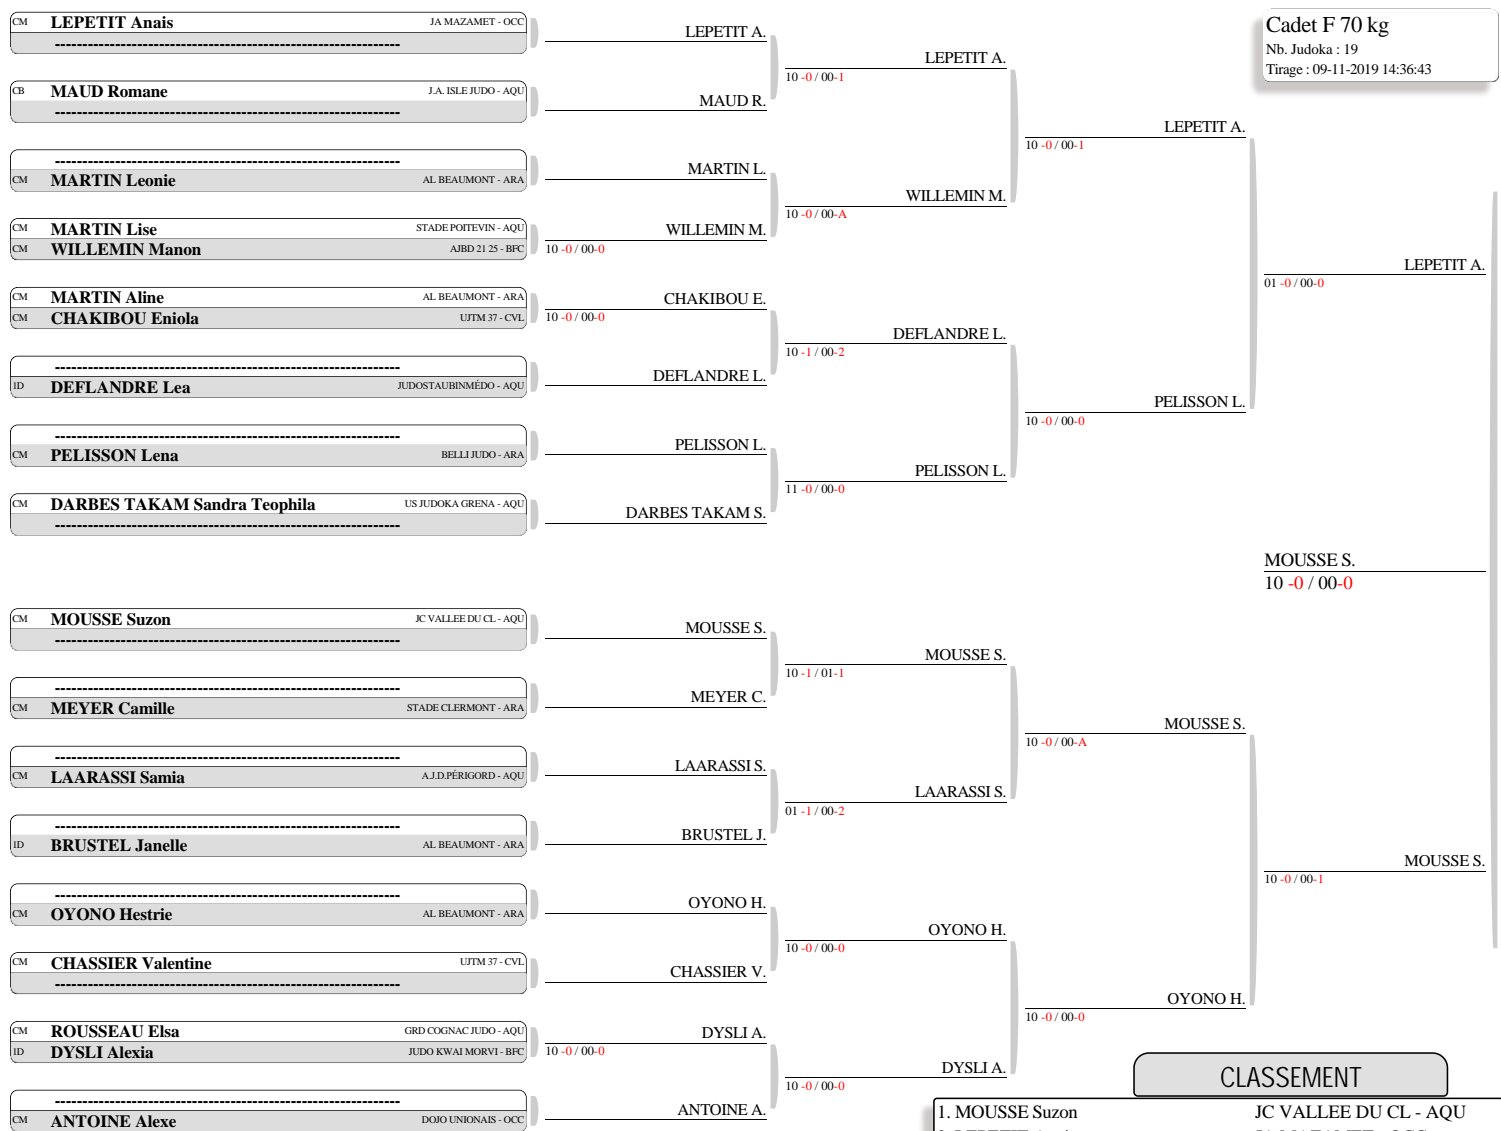 Cadet F 70 kg
Nb. Judoka : 19
Tirage : 09-11-2019 14:36:43
CM LEPETIT Anais JA MAZAMET - OCC
------------------------------------------------------------
CB MAUD Romane J.A. ISLE JUDO - AQU
------------------------------------------------------------
------------------------------------------------------------
CM MARTIN Leonie AL BEAUMONT - ARA
CM MARTIN Lise STADE POITEVIN - AQU
CM WILLEMIN Manon AJBD 21 25 - BFC
CM MARTIN Aline AL BEAUMONT - ARA
CM CHAKIBOU Eniola UJTM 37 - CVL
------------------------------------------------------------
1D DEFLANDRE Lea JUDOSTAUBINMÉDO - AQU
------------------------------------------------------------
CM PELISSON Lena BELLI JUDO - ARA
CM DARBES TAKAM Sandra Teophila US JUDOKA GRENA - AQU
------------------------------------------------------------
CM MOUSSE Suzon JC VALLEE DU CL - AQU
------------------------------------------------------------
------------------------------------------------------------
CM MEYER Camille STADE CLERMONT - ARA
------------------------------------------------------------
CM LAARASSI Samia A.J.D.PÉRIGORD - AQU
------------------------------------------------------------
1D BRUSTEL Janelle AL BEAUMONT - ARA
------------------------------------------------------------
CM OYONO Hestrie AL BEAUMONT - ARA
CM CHASSIER Valentine UJTM 37 - CVL
------------------------------------------------------------
CM ROUSSEAU Elsa GRD COGNAC JUDO - AQU
1D DYSLI Alexia JUDO KWAI MORVI - BFC
------------------------------------------------------------
CM ANTOINE Alexe DOJO UNIONAIS - OCC
LEPETIT A.
MAUD R.
MARTIN L.
WILLEMIN M.
10 -0 / 00-0
CHAKIBOU E.
10 -0 / 00-0
DEFLANDRE L.
PELISSON L.
DARBES TAKAM S.
MOUSSE S.
MEYER C.
LAARASSI S.
BRUSTEL J.
OYONO H.
CHASSIER V.
DYSLI A.
10 -0 / 00-0
ANTOINE A.
LEPETIT A.
10 -0 / 00-1
WILLEMIN M.
10 -0 / 00-A
DEFLANDRE L.
10 -1 / 00-2
PELISSON L.
11 -0 / 00-0
MOUSSE S.
10 -1 / 01-1
LAARASSI S.
01 -1 / 00-2
OYONO H.
10 -0 / 00-0
DYSLI A.
10 -0 / 00-0
LEPETIT A.
10 -0 / 00-1
PELISSON L.
10 -0 / 00-0
MOUSSE S.
10 -0 / 00-A
OYONO H.
10 -0 / 00-0
LEPETIT A.
01 -0 / 00-0
MOUSSE S.
10 -0 / 00-1
MOUSSE S.
10 -0 / 00-0
CLASSEMENT
1. MOUSSE Suzon JC VALLEE DU CL - AQU